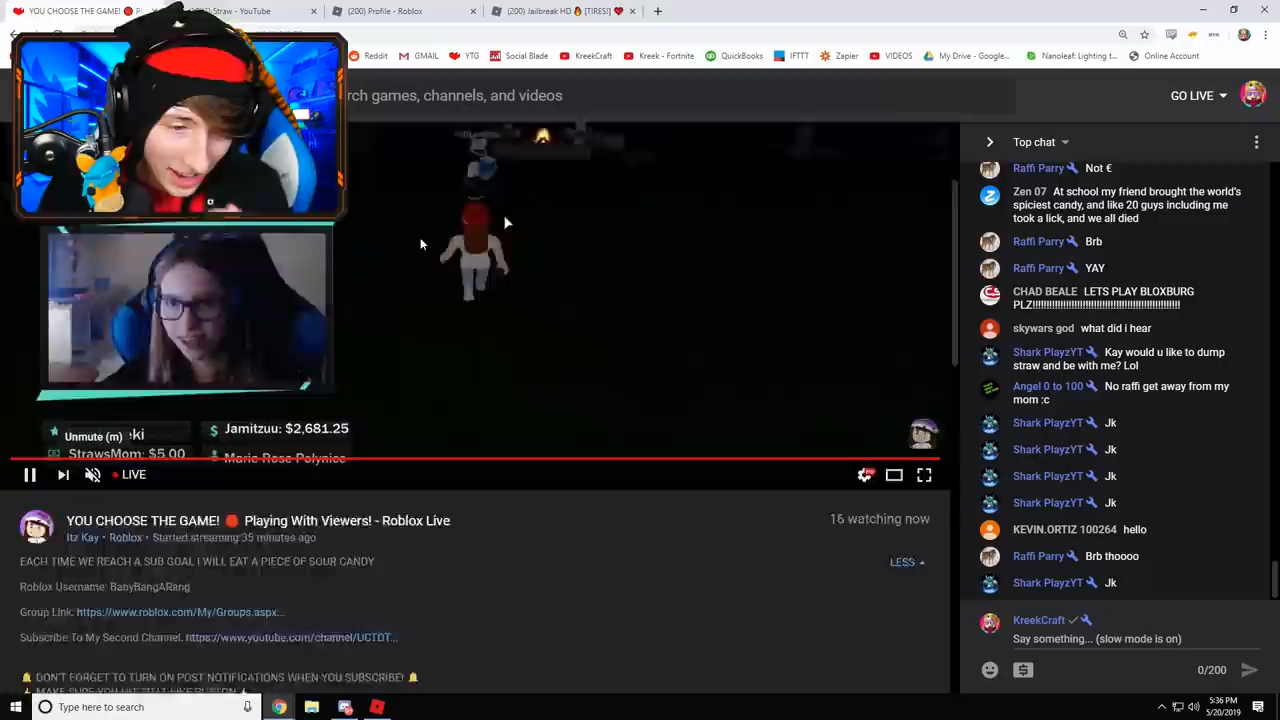 YOU CHOOSE THE GAME!
Straw - YouTube
(200) Profile - Roblox
(200) Jailbreak HD
[TIRES!]
Reddit
GMAIL
YTG
Super Blade
KreekCraft
Kreek - Fortnite
QuickBooks
IFTTT
Zapier
VIDEOS
My Drive - Google...
Nanoleaf: Lighting t...
Online Account
rch games, channels, and videos
GO LIVE
Top chat
Raffi Parry Not €
Zen 07 At school my friend brought the world's
spiciest candy, and like 20 guys including me
took a lick, and we all died
Raffi Parry Brb
Raffi Parry YAY
CHAD BEALE LETS PLAY BLOXBURG
PLZ!!!!!!!!!!!!!!!!!!!!!!!!!!!!!!!!!!!!!!!!!!!!!!!!!!
skywars god what did i hear
Shark PlayzYT Kay would u like to dump
straw and be with me? Lol
Angel 0 to 100 No raffi get away from my
mom :c
Shark PlayzYT Jk
Shark PlayzYT Jk
Shark PlayzYT Jk
Shark PlayzYT Jk
KEVIN.ORTIZ 100264 hello
Raffi Parry Brb thoooo
Shark PlayzYT Jk
KreekCraft
Say something... (slow mode is on)
0/200
Unmute (m)
eki
Jamitzuu: $2,681.25
StrawsMom: $5.00
Marie Rose Polynice
LIVE
YOU CHOOSE THE GAME! 🔴 Playing With Viewers! - Roblox Live
16 watching now
Itz Kay • Roblox • Started streaming 35 minutes ago
EACH TIME WE REACH A SUB GOAL I WILL EAT A PIECE OF SOUR CANDY
LESS
Roblox Username: BabyBangARang
Group Link: https://www.roblox.com/My/Groups.aspx...
Subscribe To My Second Channel: https://www.youtube.com/channel/UCTDT...
🔔 DON'T FORGET TO TURN ON POST NOTIFICATIONS WHEN YOU SUBSCRIBE! 🔔
Type here to search
5:36 PM
5/20/2019